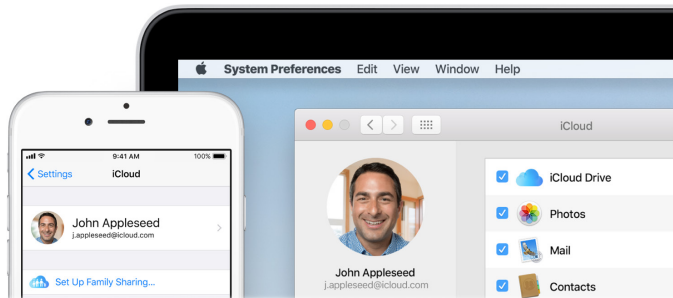 System Preferences Edit View Window Help
iCloud
iCloud Drive
Photos
Mail
Contacts
John Appleseed
j.appleseed@icloud.com
9:41 AM 100%
Settings iCloud
John Appleseed
j.appleseed@icloud.com
Set Up Family Sharing...